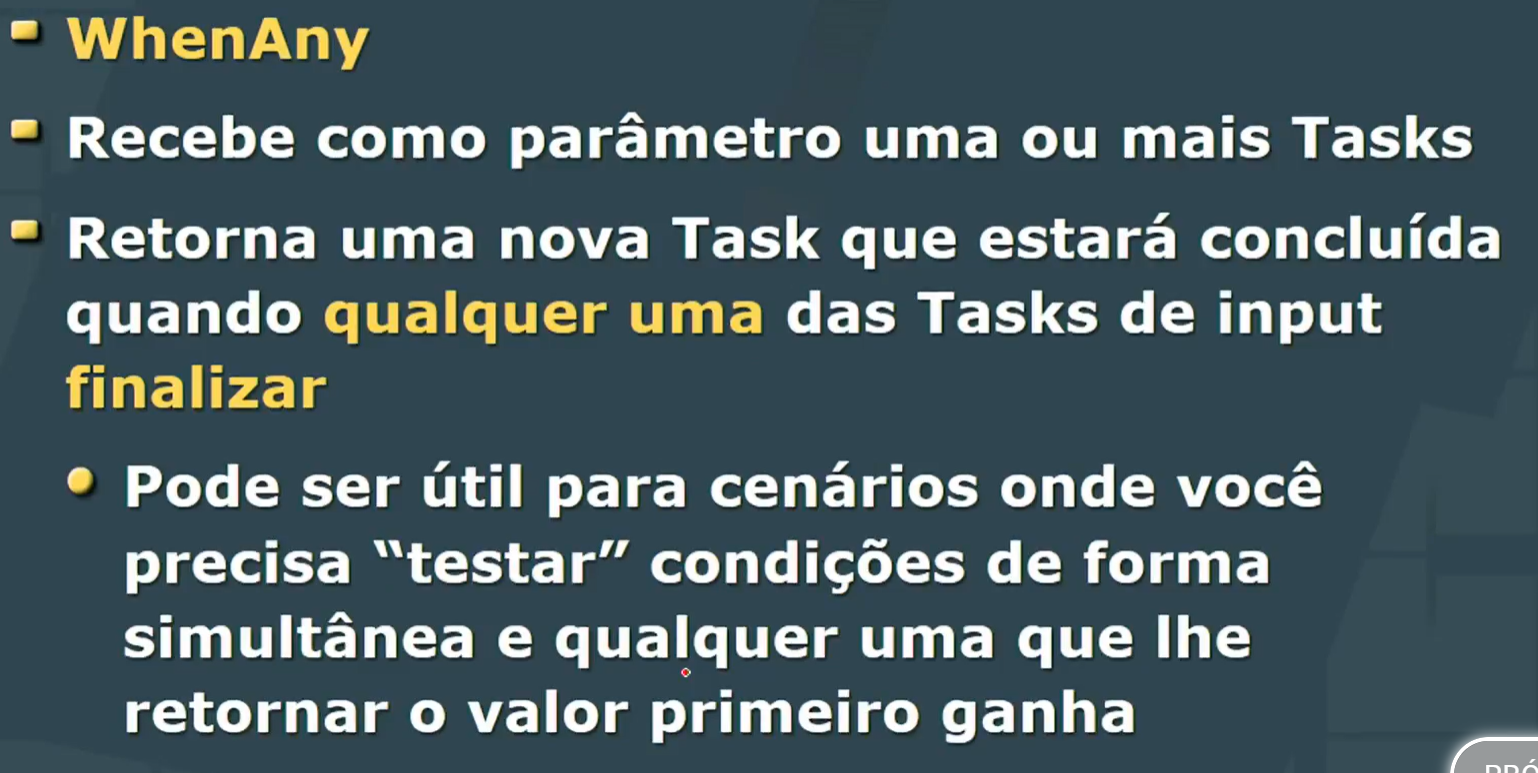 WhenAny
Recebe como parâmetro uma ou mais Tasks
Retorna uma nova Task que estará concluída
quando qualquer uma das Tasks de input
finalizar
Pode ser útil para cenários onde você
precisa “testar” condições de forma
simultânea e qualquer uma que lhe
retornar o valor primeiro ganha